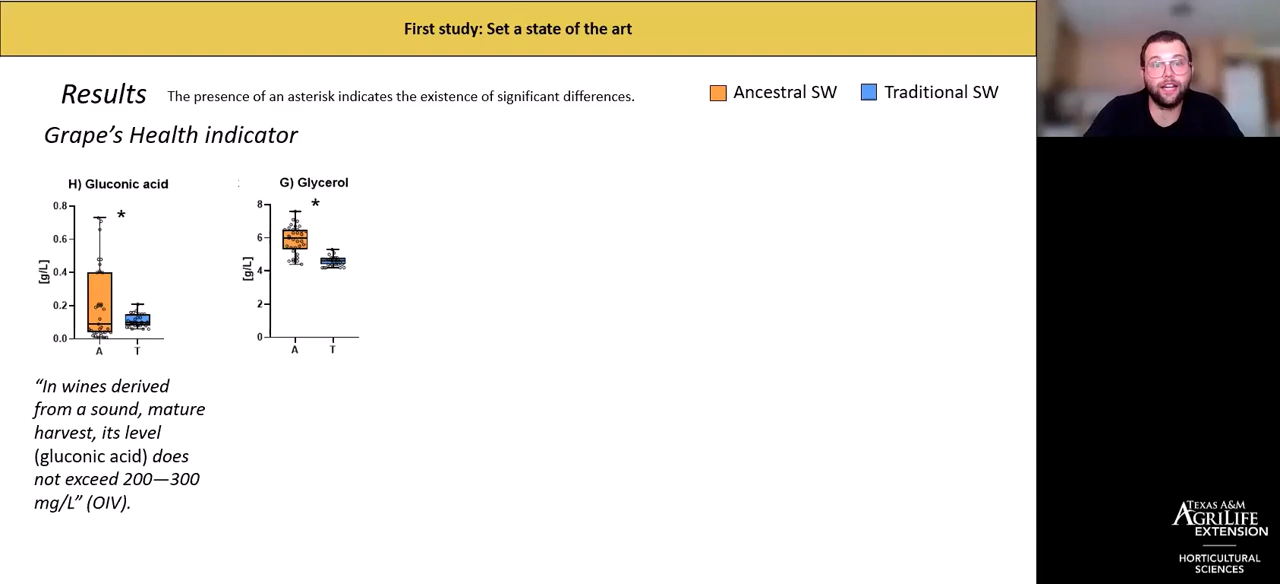 First study: Set a state of the art
Results
The presence of an asterisk indicates the existence of significant differences.
Ancestral SW
Traditional SW
Grape's Health indicator
H) Gluconic acid
G) Glycerol
[g/L]
0.8
0.6
0.4
0.2
0.0
*
A
T
[g/L]
8
6
4
2
0
*
A
T
“In wines derived
from a sound, mature
harvest, its level
(gluconic acid) does
not exceed 200—300
mg/L” (OIV).
TEXAS A&M
AGRILIFE
EXTENSION
HORTICULTURAL
SCIENCES